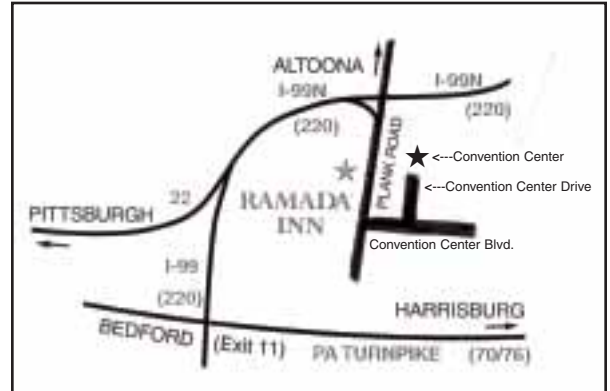 ALTOONA
I-99N
I-99N
(220)
(220)
PLANK ROAD
<---Convention Center
<---Convention Center Drive
RAMADA
INN
22
PITTSBURGH
Convention Center Blvd.
I-99
(220)
HARRISBURG
BEDFORD
(Exit 11)
PA TURNPIKE
(70/76)